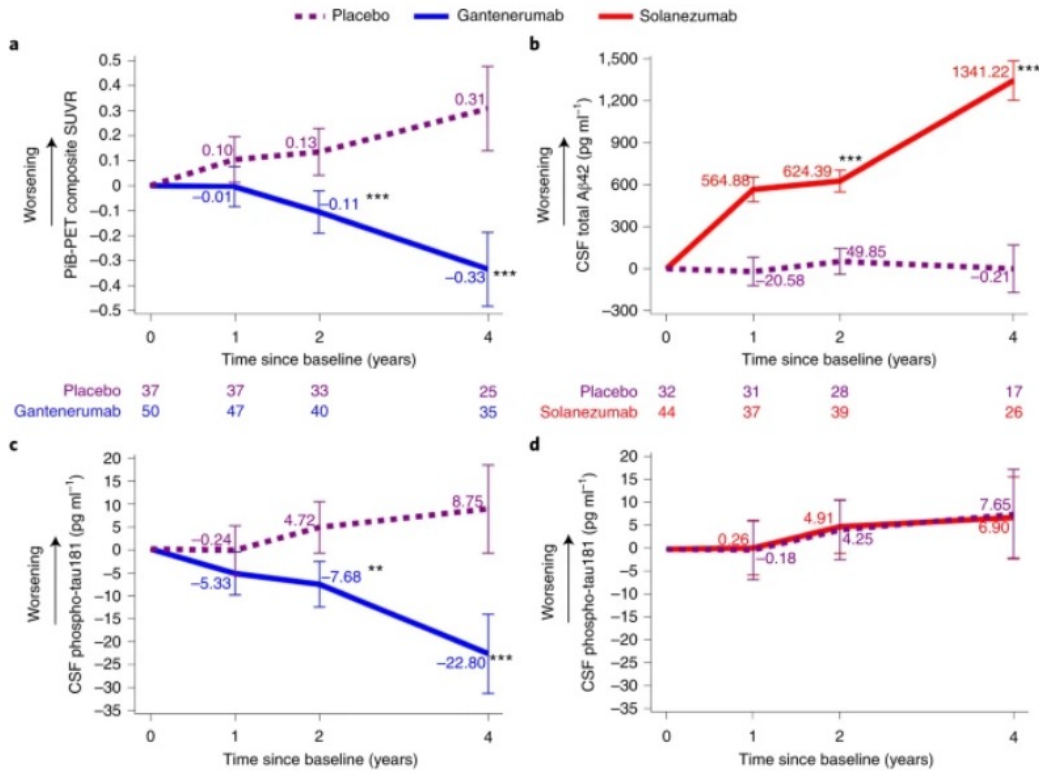 Placebo Gantenerumab Solanezumab
a
Worsening
PiB-PET composite SUVR
0.5
0.4
0.3
0.2
0.1
0
–0.1
–0.2
–0.3
–0.4
–0.5
0.10
0.13
0.31
–0.01
–0.11
***
–0.33
***
0 1 2 4
Time since baseline (years)
Placebo 37 37 33 25
Gantenerumab 50 47 40 35
b
Worsening
CSF total Aβ42 (pg ml⁻¹)
1,500
1,200
900
600
300
0
–300
564.88
624.39
***
1341.22
***
–20.58
49.85
–0.21
0 1 2 4
Time since baseline (years)
Placebo 32 31 28 17
Solanezumab 44 37 39 26
c
Worsening
CSF phospho-tau181 (pg ml⁻¹)
20
15
10
5
0
–5
–10
–15
–20
–25
–30
–35
–0.24
4.72
8.75
–5.33
–7.68
**
–22.80
***
0 1 2 4
Time since baseline (years)
d
Worsening
CSF phospho-tau181 (pg ml⁻¹)
20
15
10
5
0
–5
–10
–15
–20
–25
–30
–35
0.26
–0.18
4.91
4.25
7.65
6.90
0 1 2 4
Time since baseline (years)